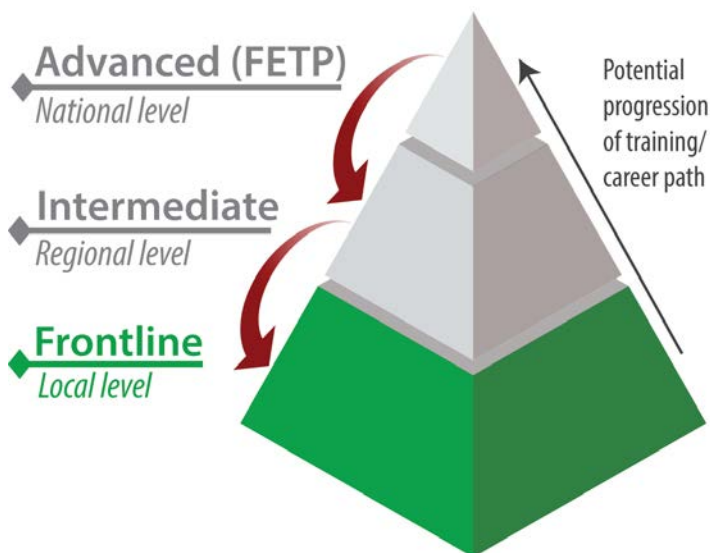 Advanced (FETP)
National level
Potential
progression
of training/
career path
Intermediate
Regional level
Frontline
Local level